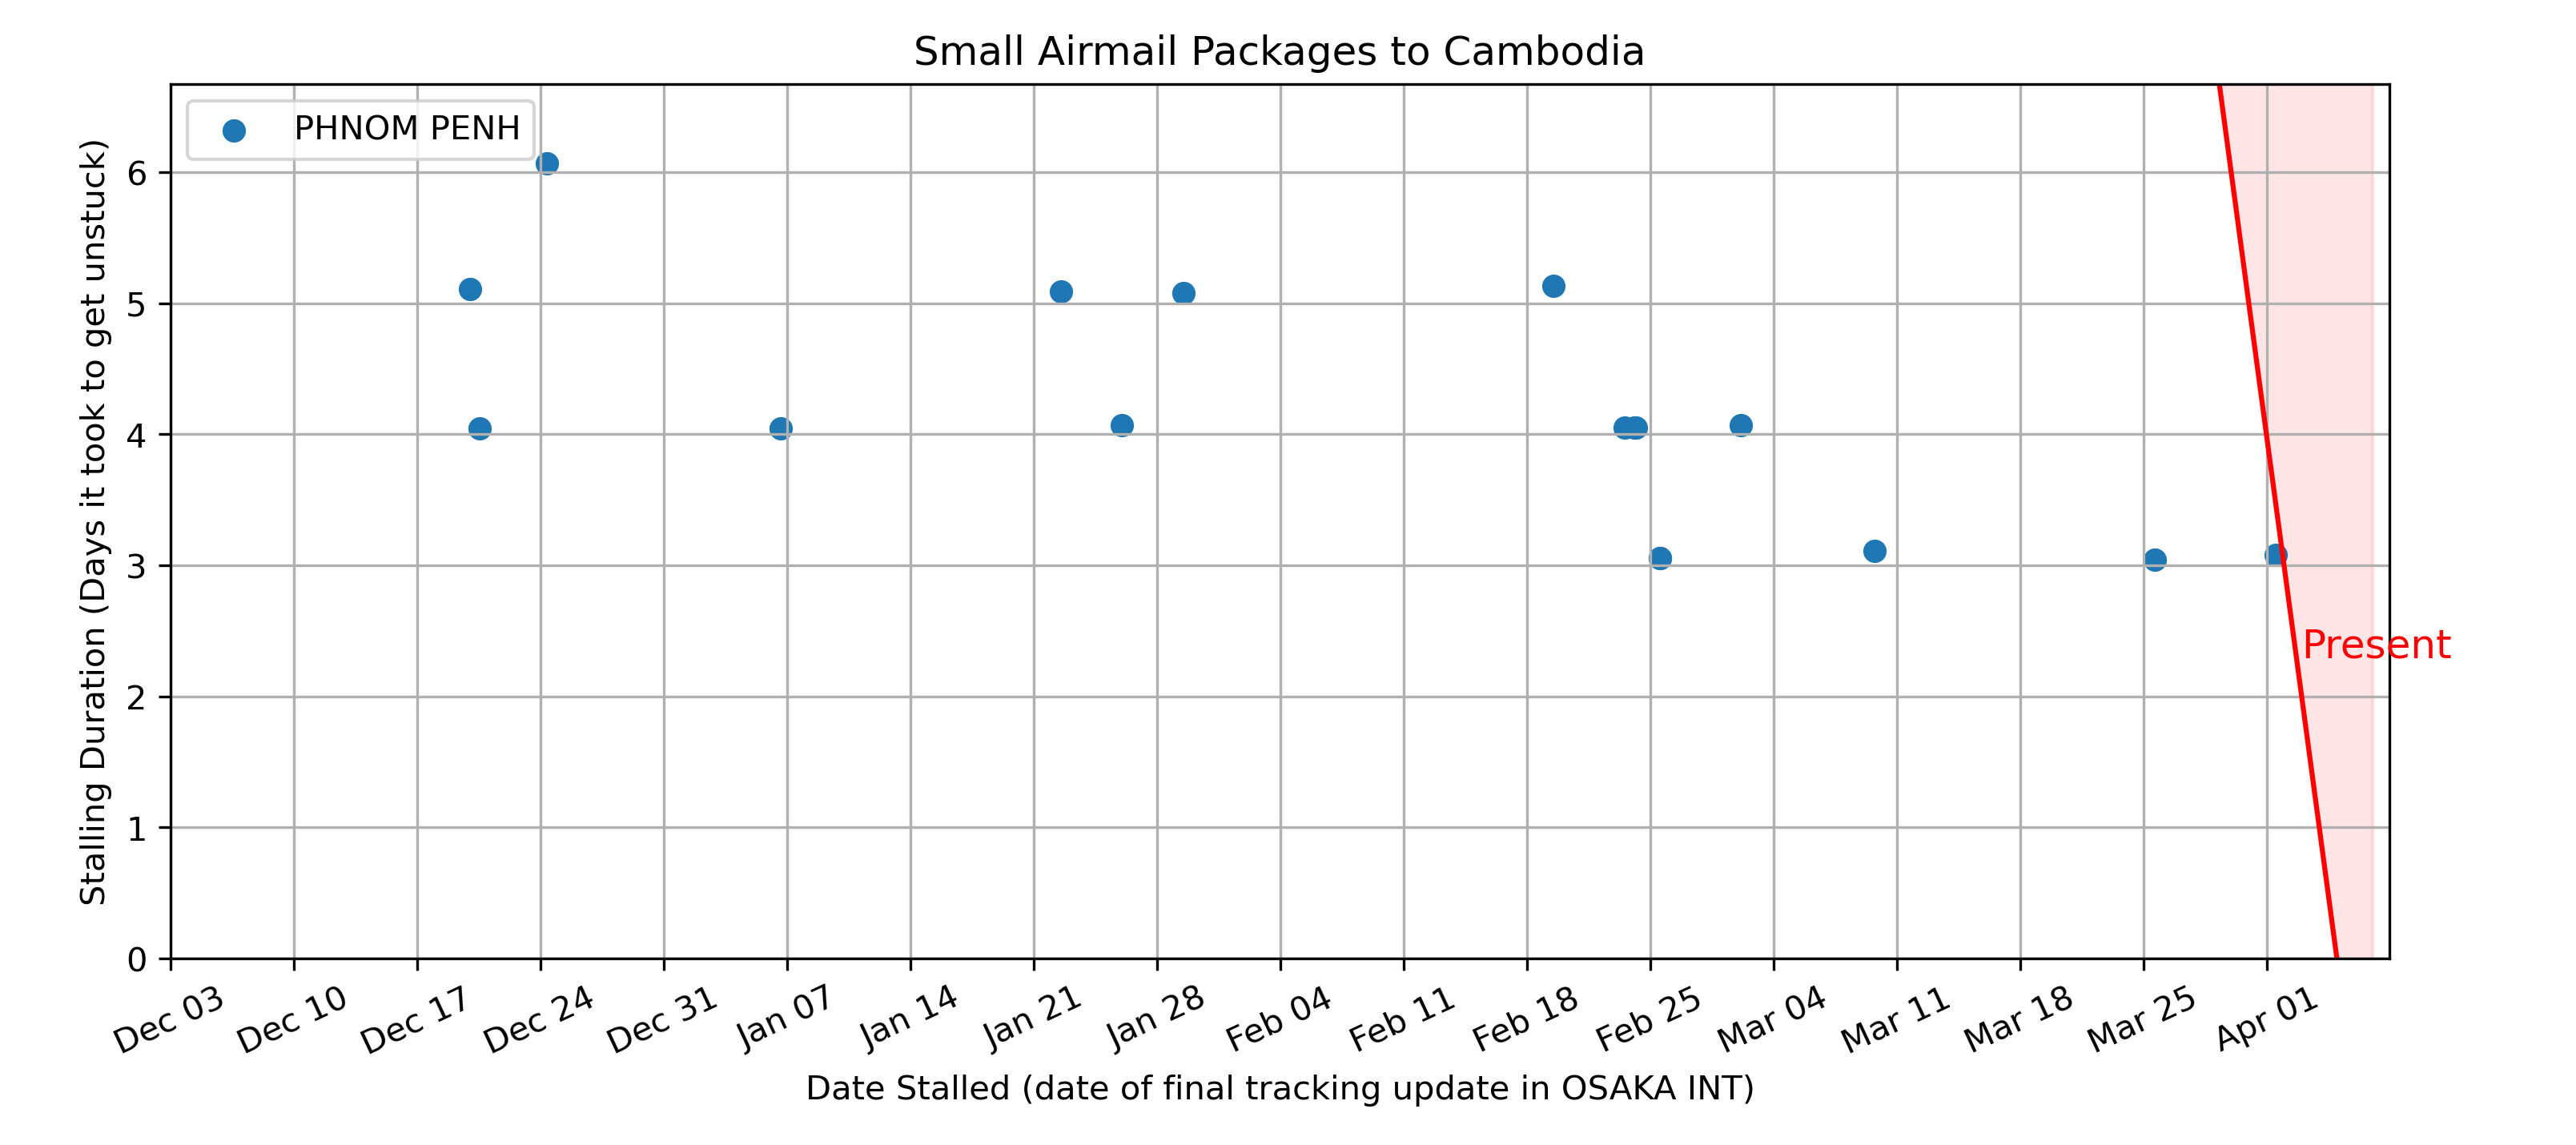 Small Airmail Packages to Cambodia
PHNOM PENH
Stalling Duration (Days it took to get unstuck)
6
5
4
3
2
1
0
Present
Dec 03
Dec 10
Dec 17
Dec 24
Dec 31
Jan 07
Jan 14
Jan 21
Jan 28
Feb 04
Feb 11
Feb 18
Feb 25
Mar 04
Mar 11
Mar 18
Mar 25
Apr 01
Date Stalled (date of final tracking update in OSAKA INT)